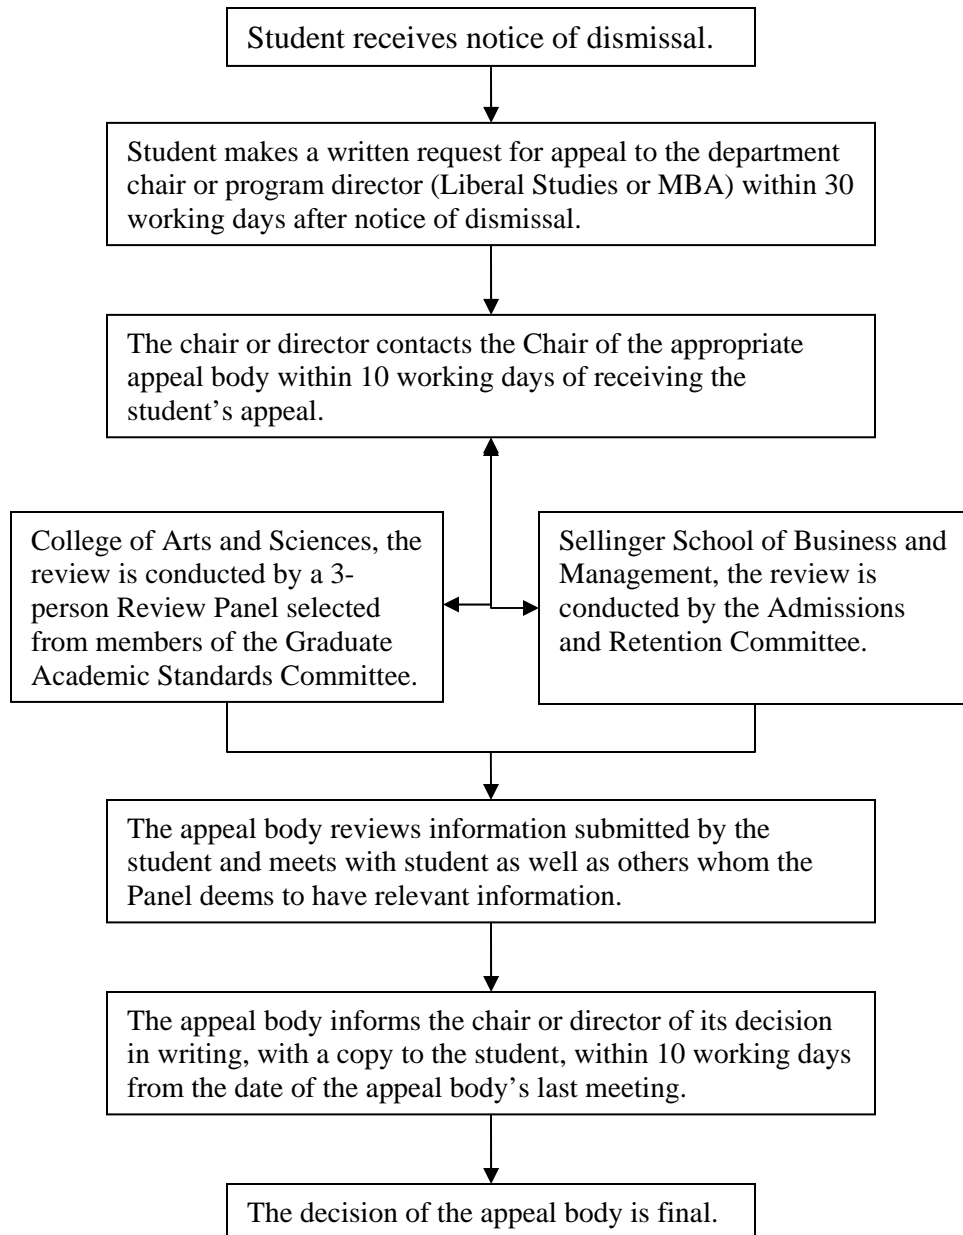 Student receives notice of dismissal.
Student makes a written request for appeal to the department
chair or program director (Liberal Studies or MBA) within 30
working days after notice of dismissal.
The chair or director contacts the Chair of the appropriate
appeal body within 10 working days of receiving the
student’s appeal.
College of Arts and Sciences, the
review is conducted by a 3-
person Review Panel selected
from members of the Graduate
Academic Standards Committee.
Sellinger School of Business and
Management, the review is
conducted by the Admissions
and Retention Committee.
The appeal body reviews information submitted by the
student and meets with student as well as others whom the
Panel deems to have relevant information.
The appeal body informs the chair or director of its decision
in writing, with a copy to the student, within 10 working days
from the date of the appeal body’s last meeting.
The decision of the appeal body is final.